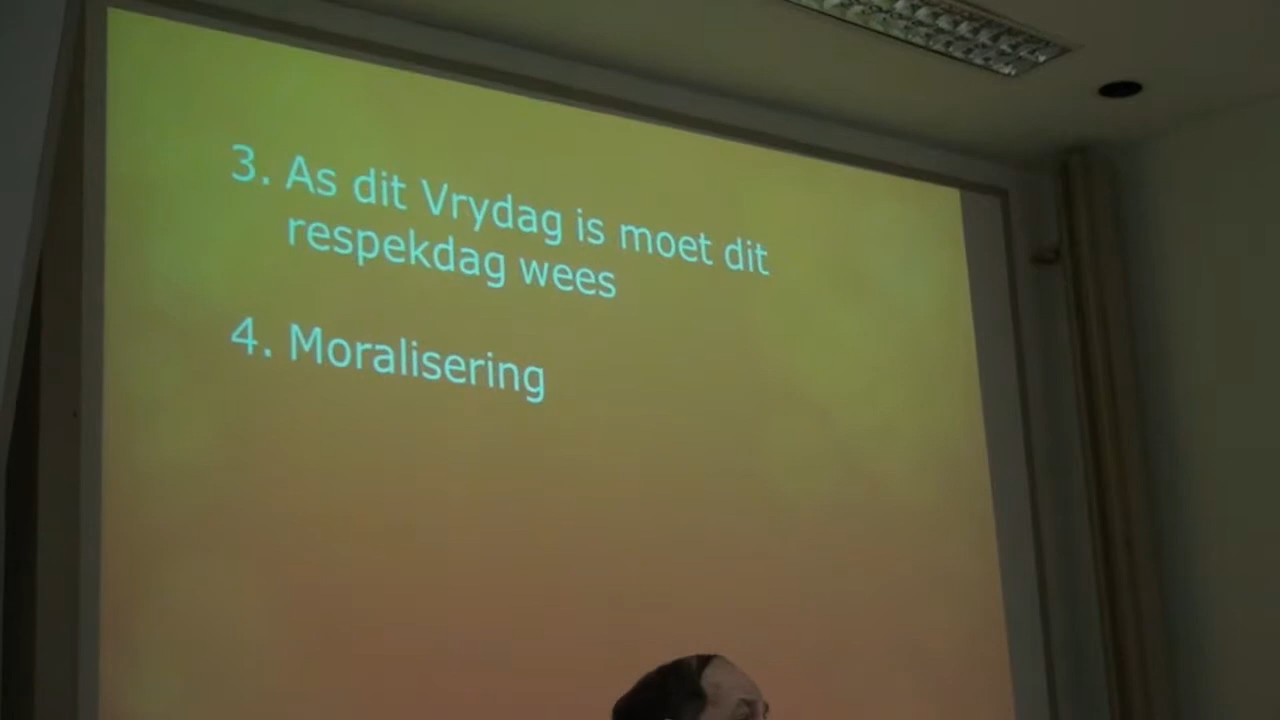 3. As dit Vrydag is moet dit
respekdag wees
4. Moralisering